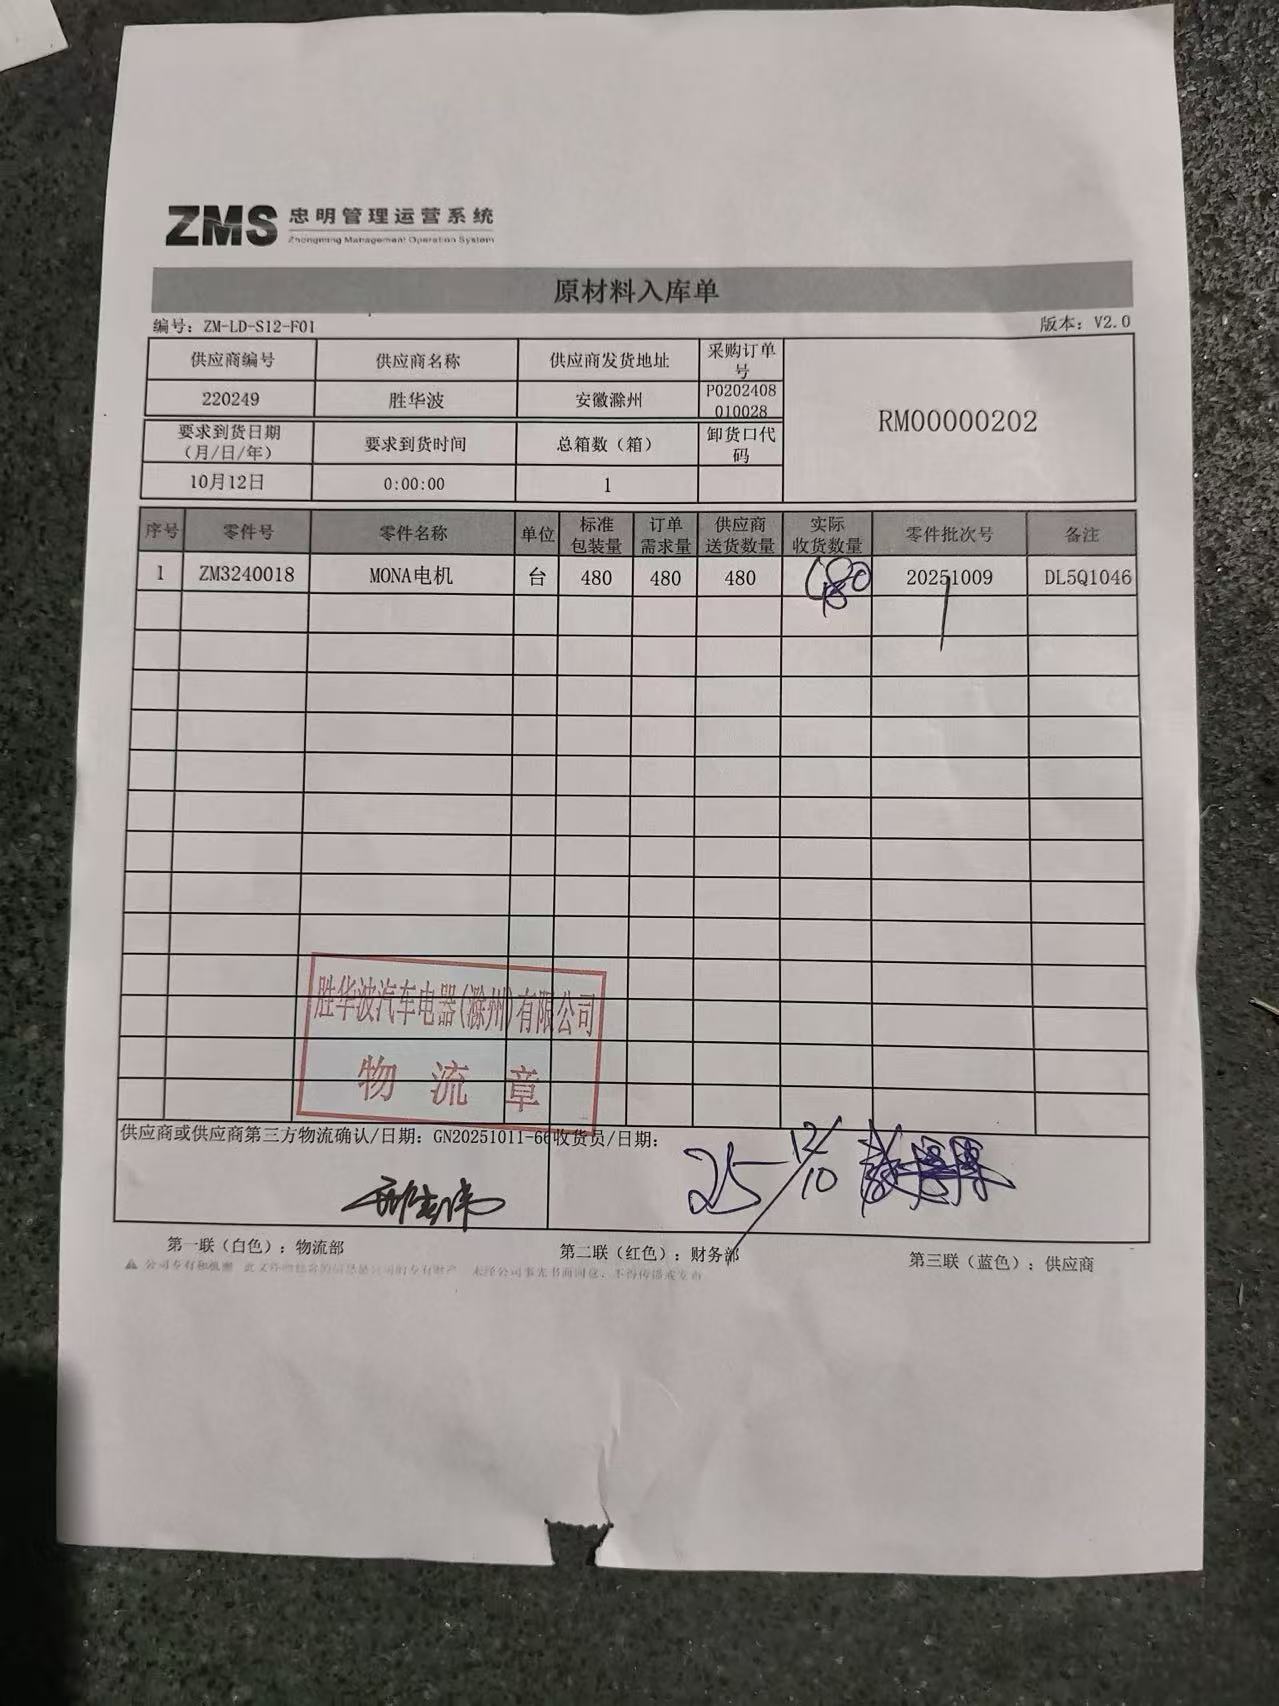 ZMS 忠明管理运营系统
Zhongming Management Operation System
原材料入库单
编号：ZM-LD-S12-F01 版本：V2.0
供应商编号 供应商名称 供应商发货地址 采购订单号
220249 胜华波 安徽滁州 P0202408010028
RM00000202
要求到货日期（月/日/年） 要求到货时间 总箱数（箱） 卸货口代码
10月12日 0:00:00 1
序号 零件号 零件名称 单位 标准包装量 订单需求量 供应商送货数量 实际收货数量 零件批次号 备注
1 ZM3240018 MONA电机 台 480 480 480 480 20251009 DL5Q1046
胜华波汽车电器(滁州)有限公司
物流章
供应商或供应商第三方物流确认/日期：GN20251011-66 收货员/日期：
25-12/10
第一联（白色）：物流部 第二联（红色）：财务部 第三联（蓝色）：供应商